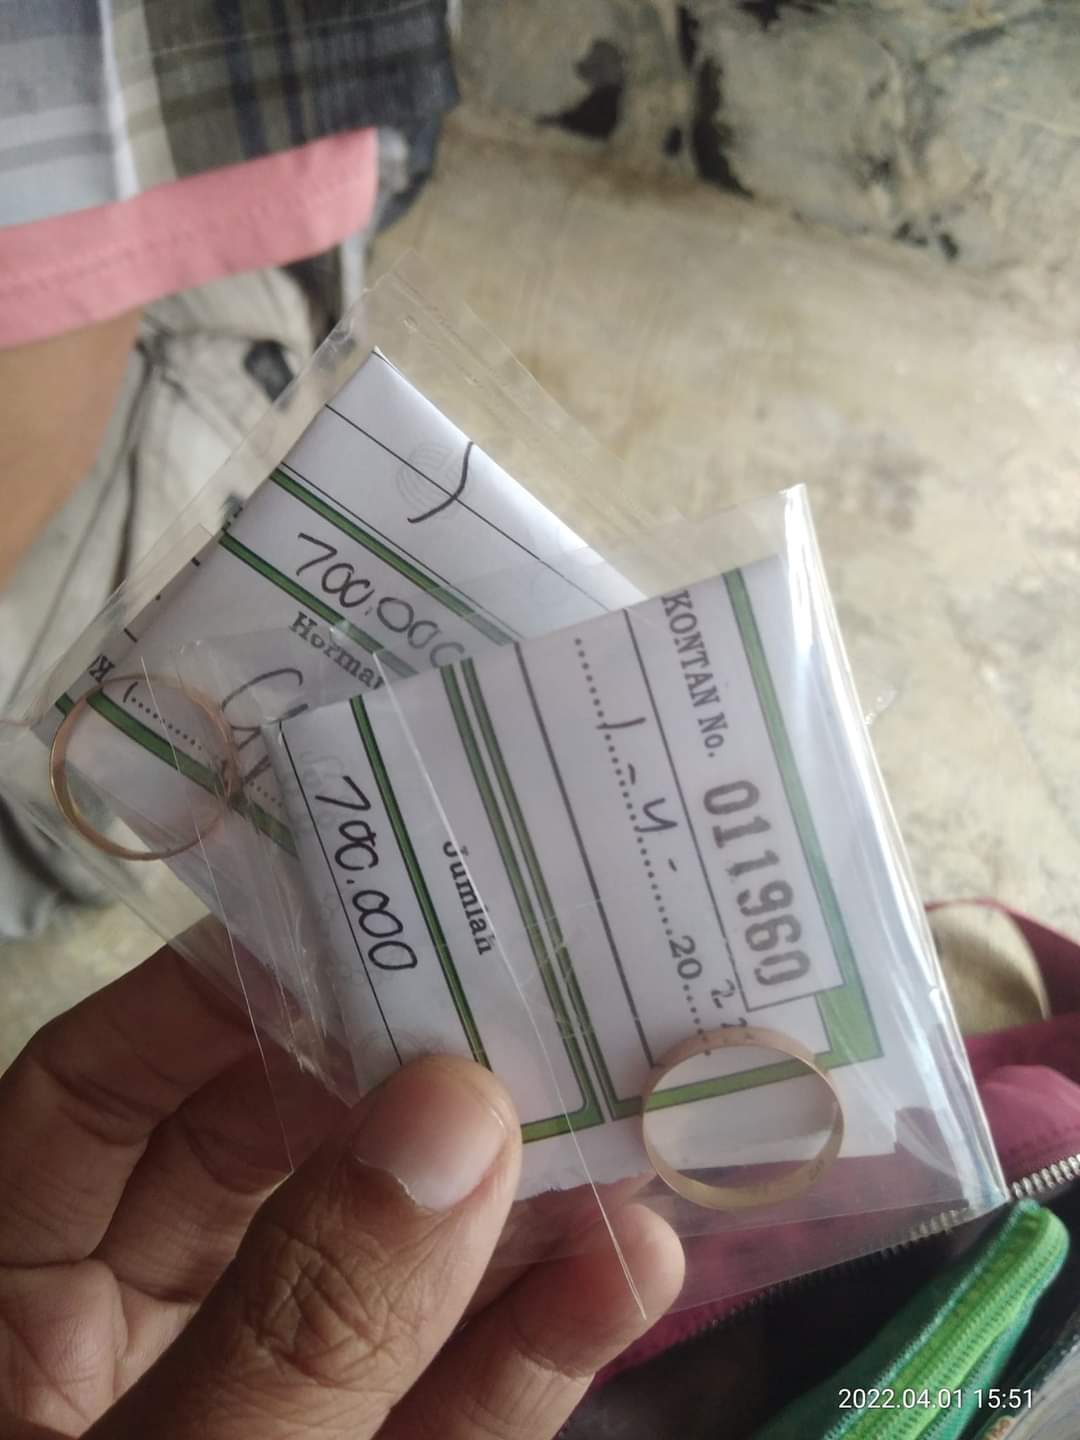 700.000
Hormat
KONTAN No. 011960
1 - 4 - 20 22
Jumlah
700.000
2022.04.01 15:51